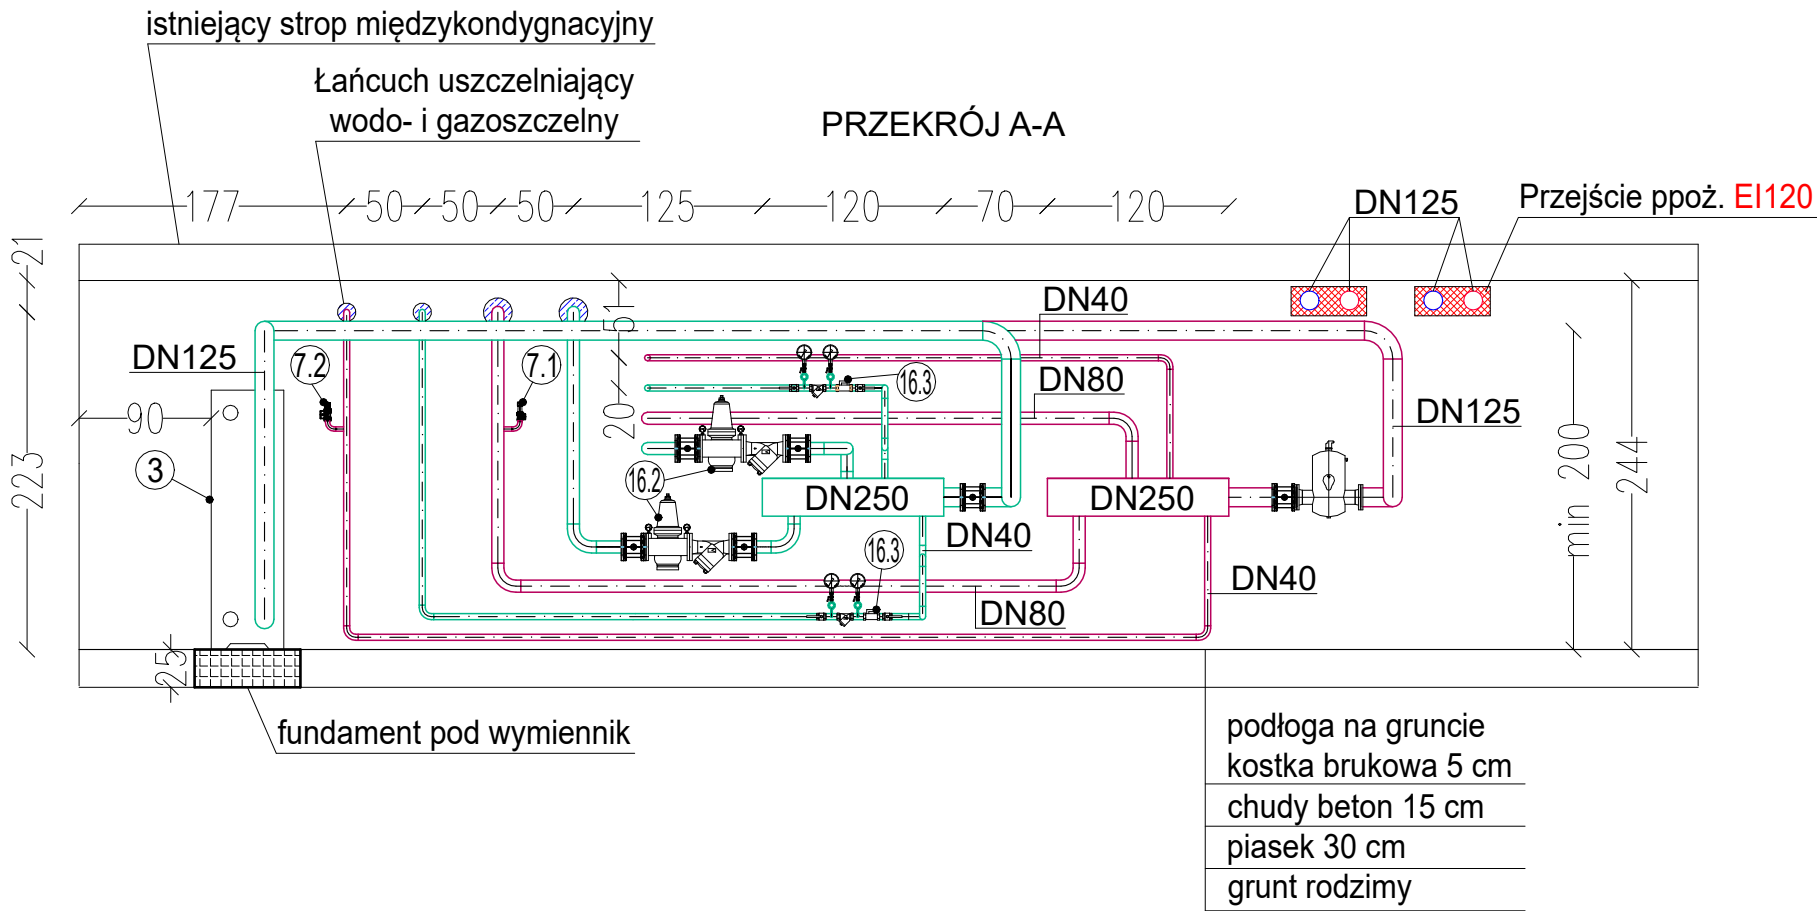 istniejący strop międzykondygnacyjny
Łańcuch uszczelniający
wodo- i gazoszczelny
PRZEKRÓJ A-A
177
50
50
50
125
120
70
120
DN125
Przejście ppoż. EI120
21
223
101
20
DN40
DN125
7.2
7.1
16.3
DN80
DN125
90
3
16.2
DN250
DN250
min 200
244
DN40
16.3
DN40
DN80
25
fundament pod wymiennik
podłoga na gruncie
kostka brukowa 5 cm
chudy beton 15 cm
piasek 30 cm
grunt rodzimy